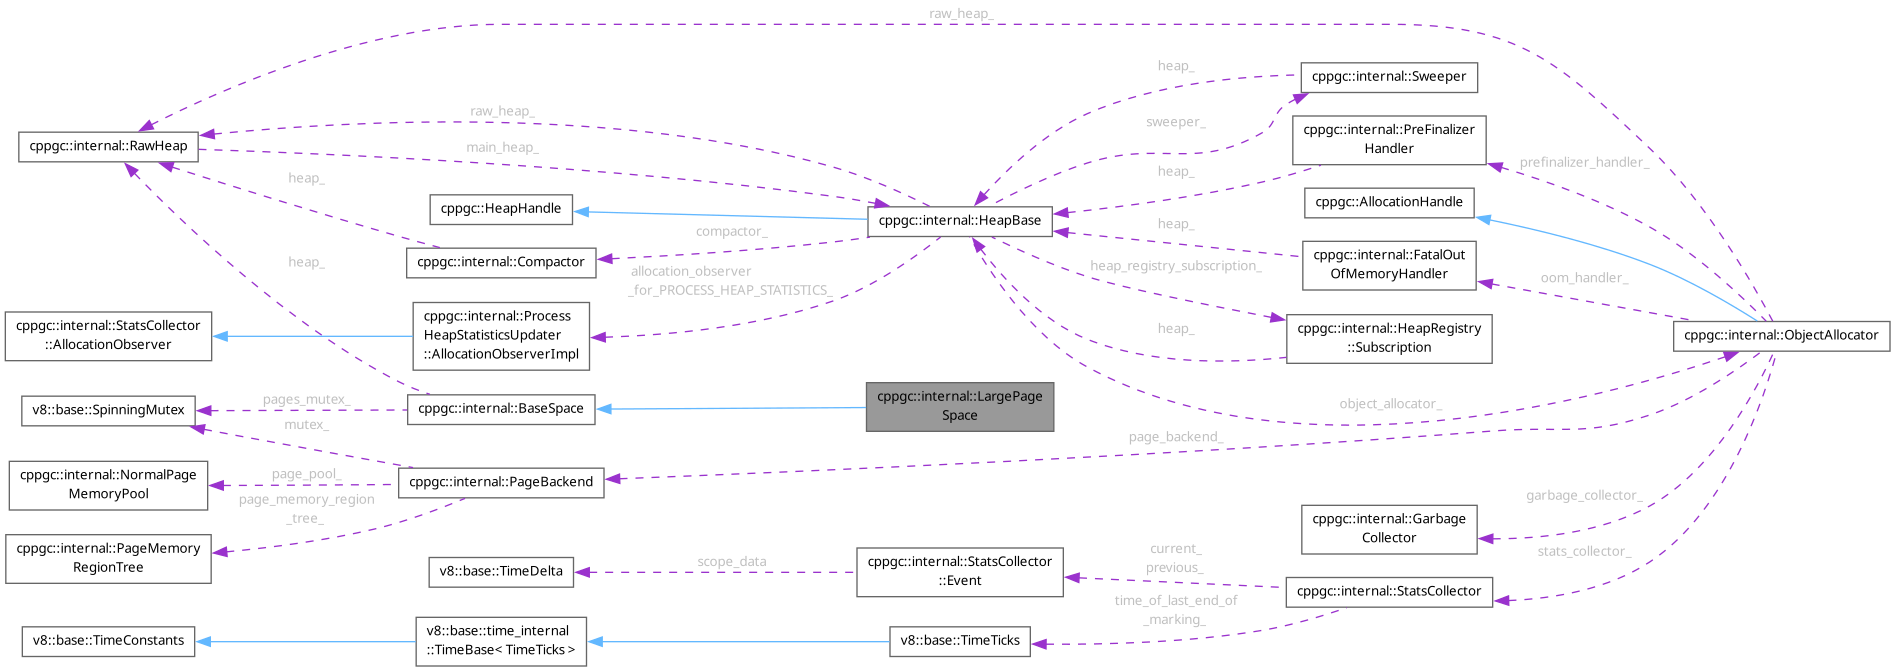 raw_heap_
heap_
cppgc::internal::Sweeper
raw_heap_
sweeper_
cppgc::internal::PreFinalizer
Handler
cppgc::internal::RawHeap
main_heap_
prefinalizer_handler_
heap_
heap_
cppgc::HeapHandle
cppgc::AllocationHandle
cppgc::internal::HeapBase
compactor_
heap_
cppgc::internal::Compactor
heap_
cppgc::internal::FatalOut
OfMemoryHandler
heap_registry_subscription_
oom_handler_
allocation_observer
_for_PROCESS_HEAP_STATISTICS_
cppgc::internal::StatsCollector
::AllocationObserver
cppgc::internal::Process
HeapStatisticsUpdater
::AllocationObserverImpl
heap_
cppgc::internal::HeapRegistry
::Subscription
cppgc::internal::ObjectAllocator
v8::base::SpinningMutex
pages_mutex_
cppgc::internal::BaseSpace
cppgc::internal::LargePage
Space
object_allocator_
mutex_
page_backend_
cppgc::internal::NormalPage
MemoryPool
page_pool_
cppgc::internal::PageBackend
page_memory_region
_tree_
garbage_collector_
cppgc::internal::Garbage
Collector
cppgc::internal::PageMemory
RegionTree
v8::base::TimeDelta
scope_data
cppgc::internal::StatsCollector
::Event
current_
previous_
stats_collector_
cppgc::internal::StatsCollector
time_of_last_end_of
_marking_
v8::base::TimeConstants
v8::base::time_internal
::TimeBase< TimeTicks >
v8::base::TimeTicks